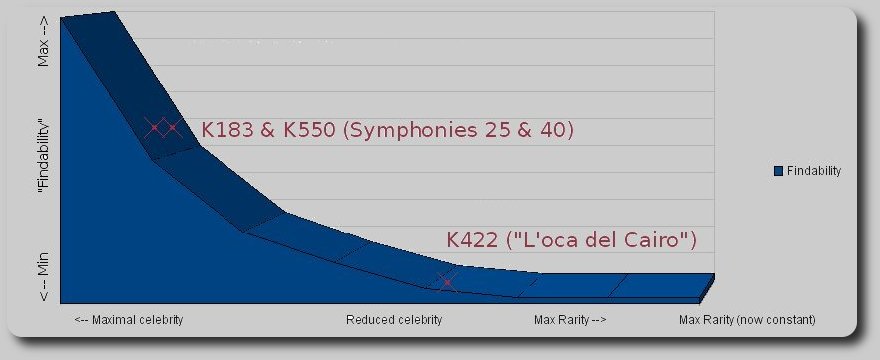 Max -->
"Findability"
<-- Min
K183 & K550 (Symphonies 25 & 40)
K422 ("L'oca del Cairo")
Findability
<-- Maximal celebrity
Reduced celebrity
Max Rarity -->
Max Rarity (now constant)